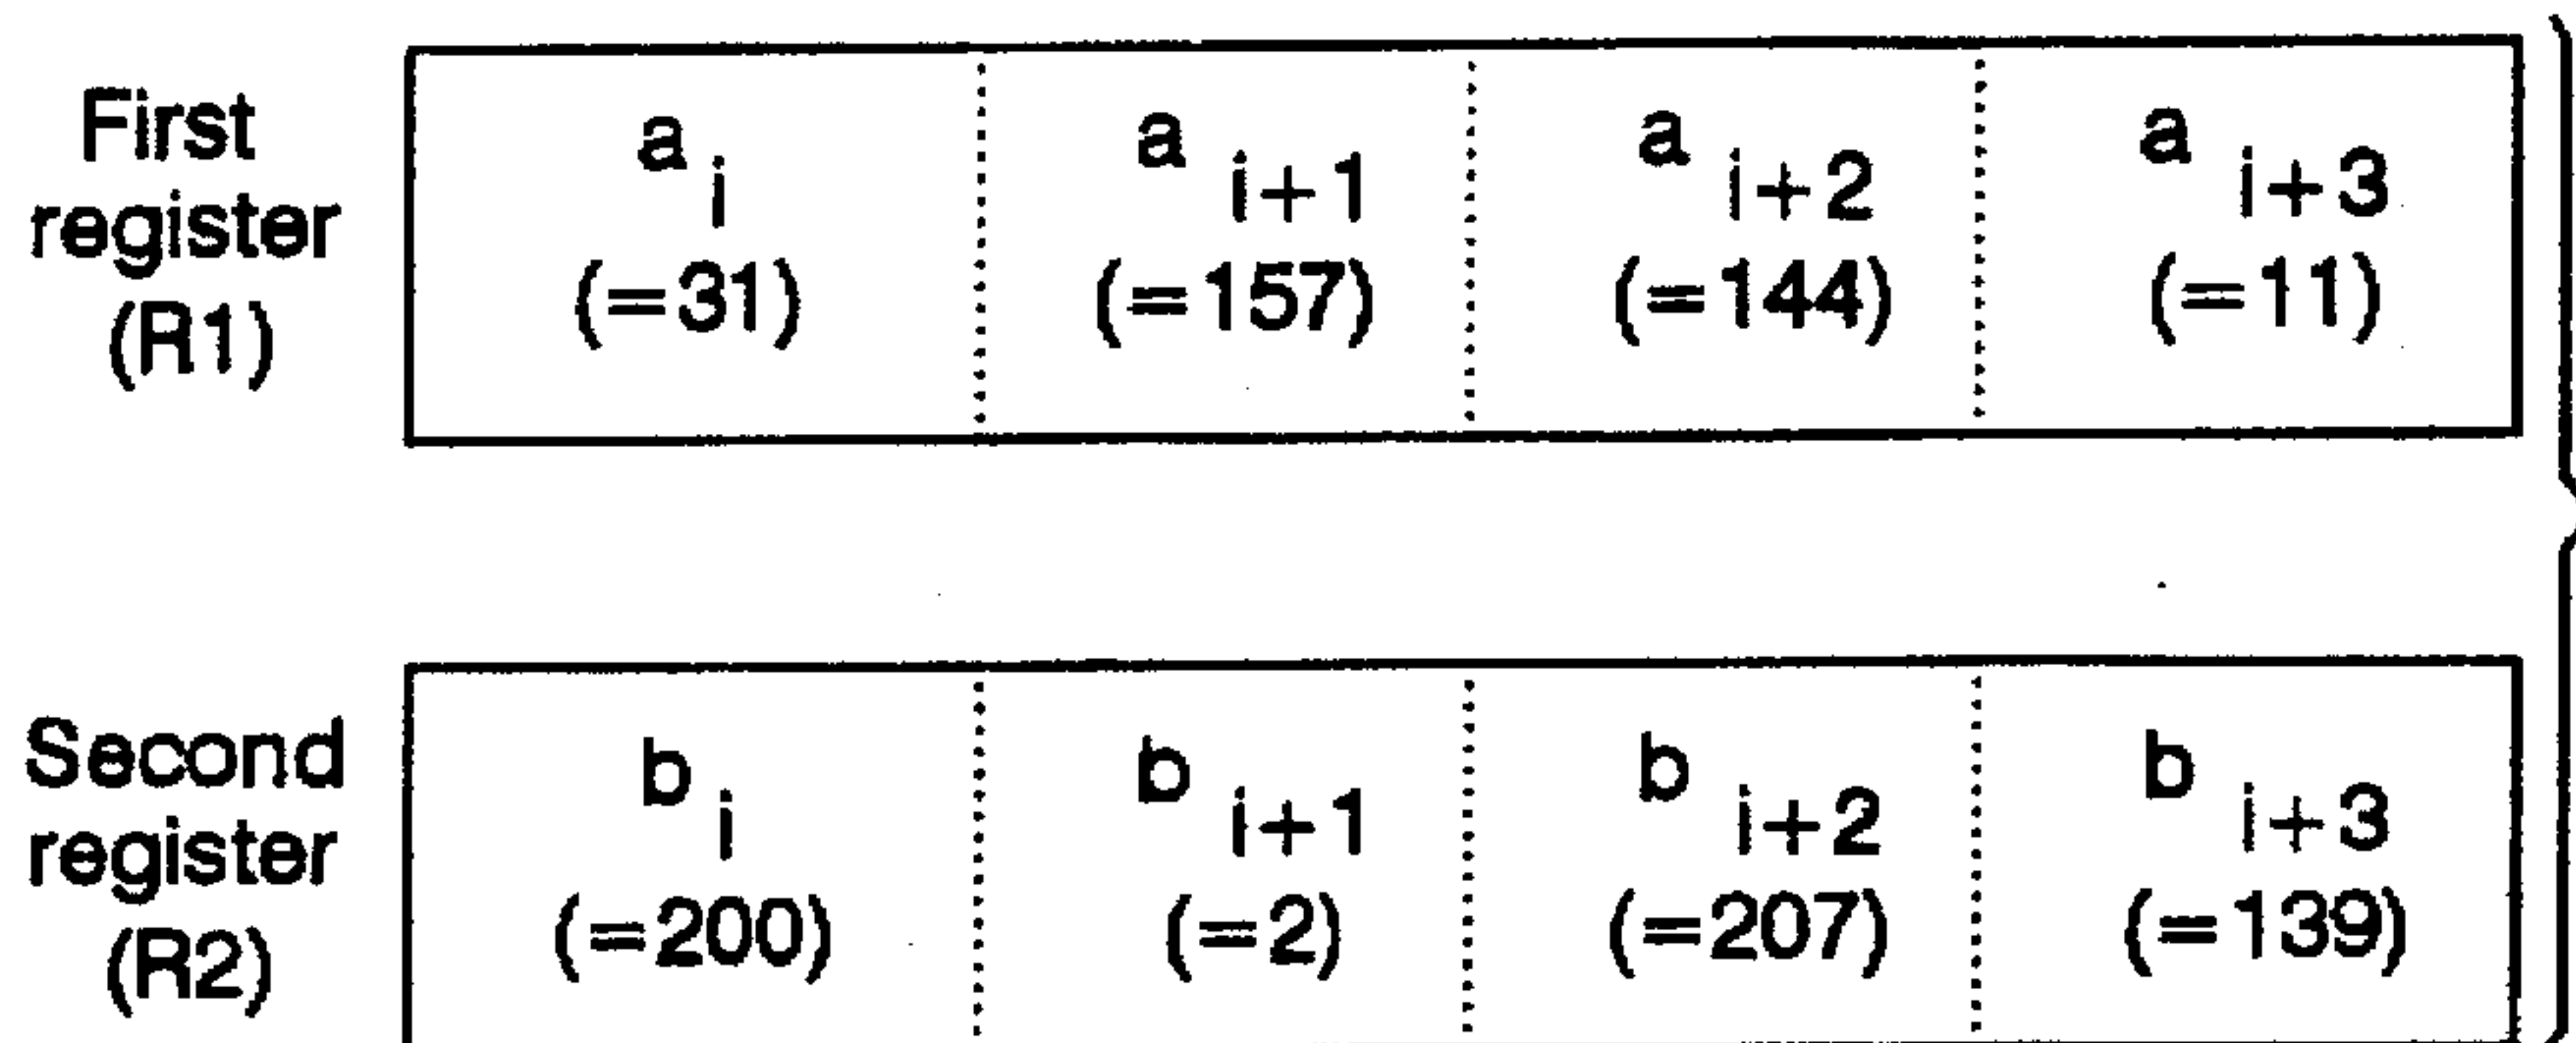 First register (R1)
a i  a i+1  a i+2  a i+3
(=31)  (=157)  (=144)  (=11)
Second register (R2)
b i  b i+1  b i+2  b i+3
(=200)  (=2)  (=207)  (=139)